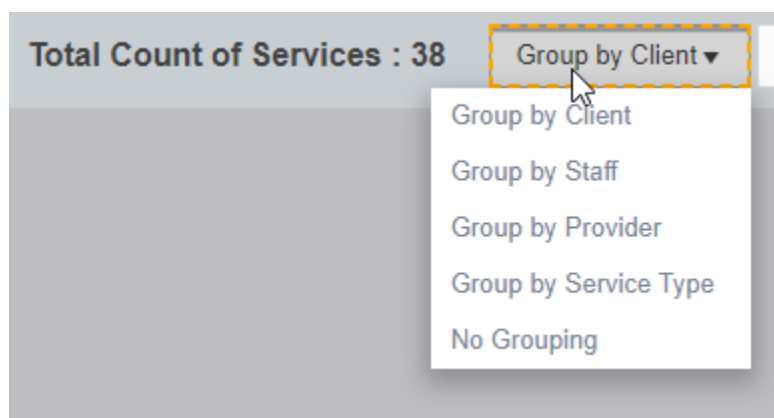 Total Count of Services : 38
Group by Client ▾
Group by Client
Group by Staff
Group by Provider
Group by Service Type
No Grouping